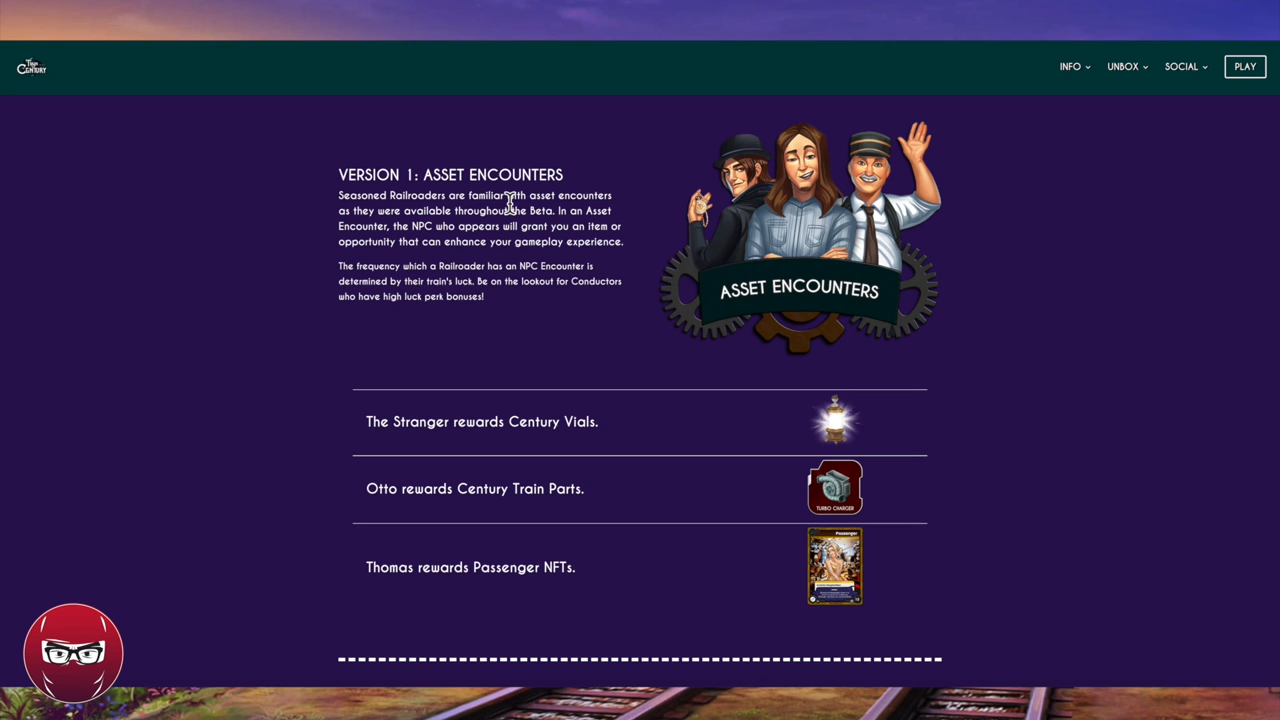 Train
Century
INFO
UNBOX
SOCIAL
PLAY
VERSION 1: ASSET ENCOUNTERS
Seasoned Railroaders are familiar with asset encounters
as they were available throughout the Beta. In an Asset
Encounter, the NPC who appears will grant you an item or
opportunity that can enhance your gameplay experience.
The frequency which a Railroader has an NPC Encounter is
determined by their train's luck. Be on the lookout for Conductors
who have high luck perk bonuses!
ASSET ENCOUNTERS
The Stranger rewards Century Vials.
Otto rewards Century Train Parts.
TURBO CHARGER
Thomas rewards Passenger NFTs.
Passenger